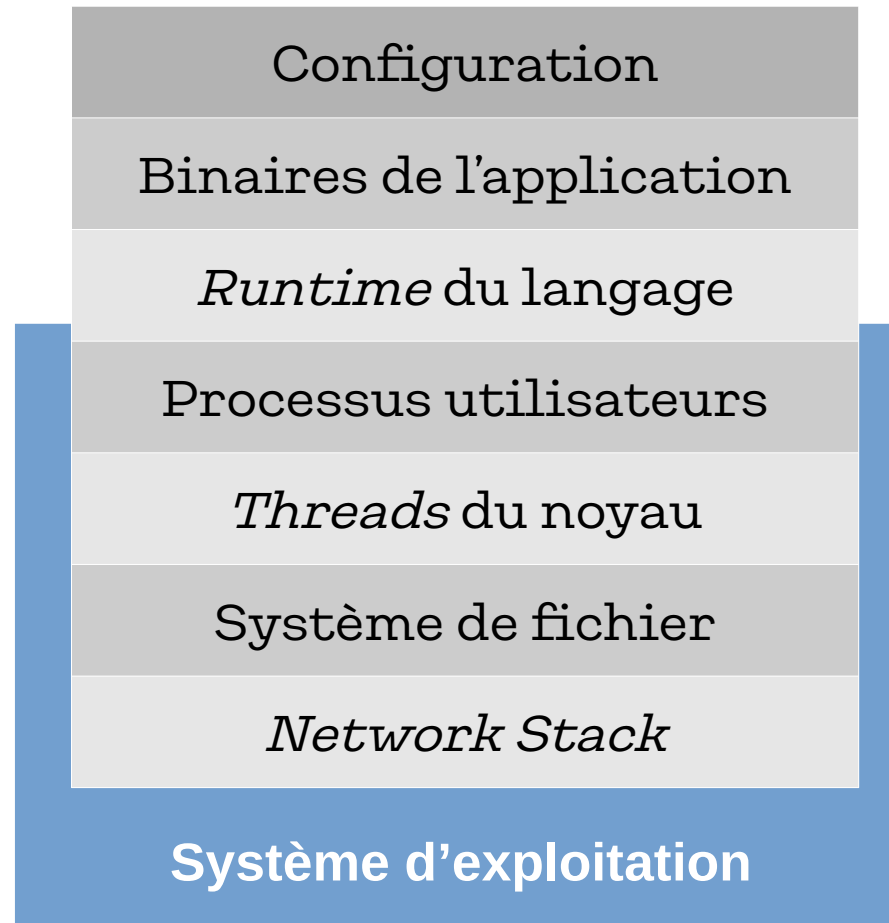 Configuration
Binaires de l’application
Runtime du langage
Processus utilisateurs
Threads du noyau
Système de fichier
Network Stack
Système d’exploitation